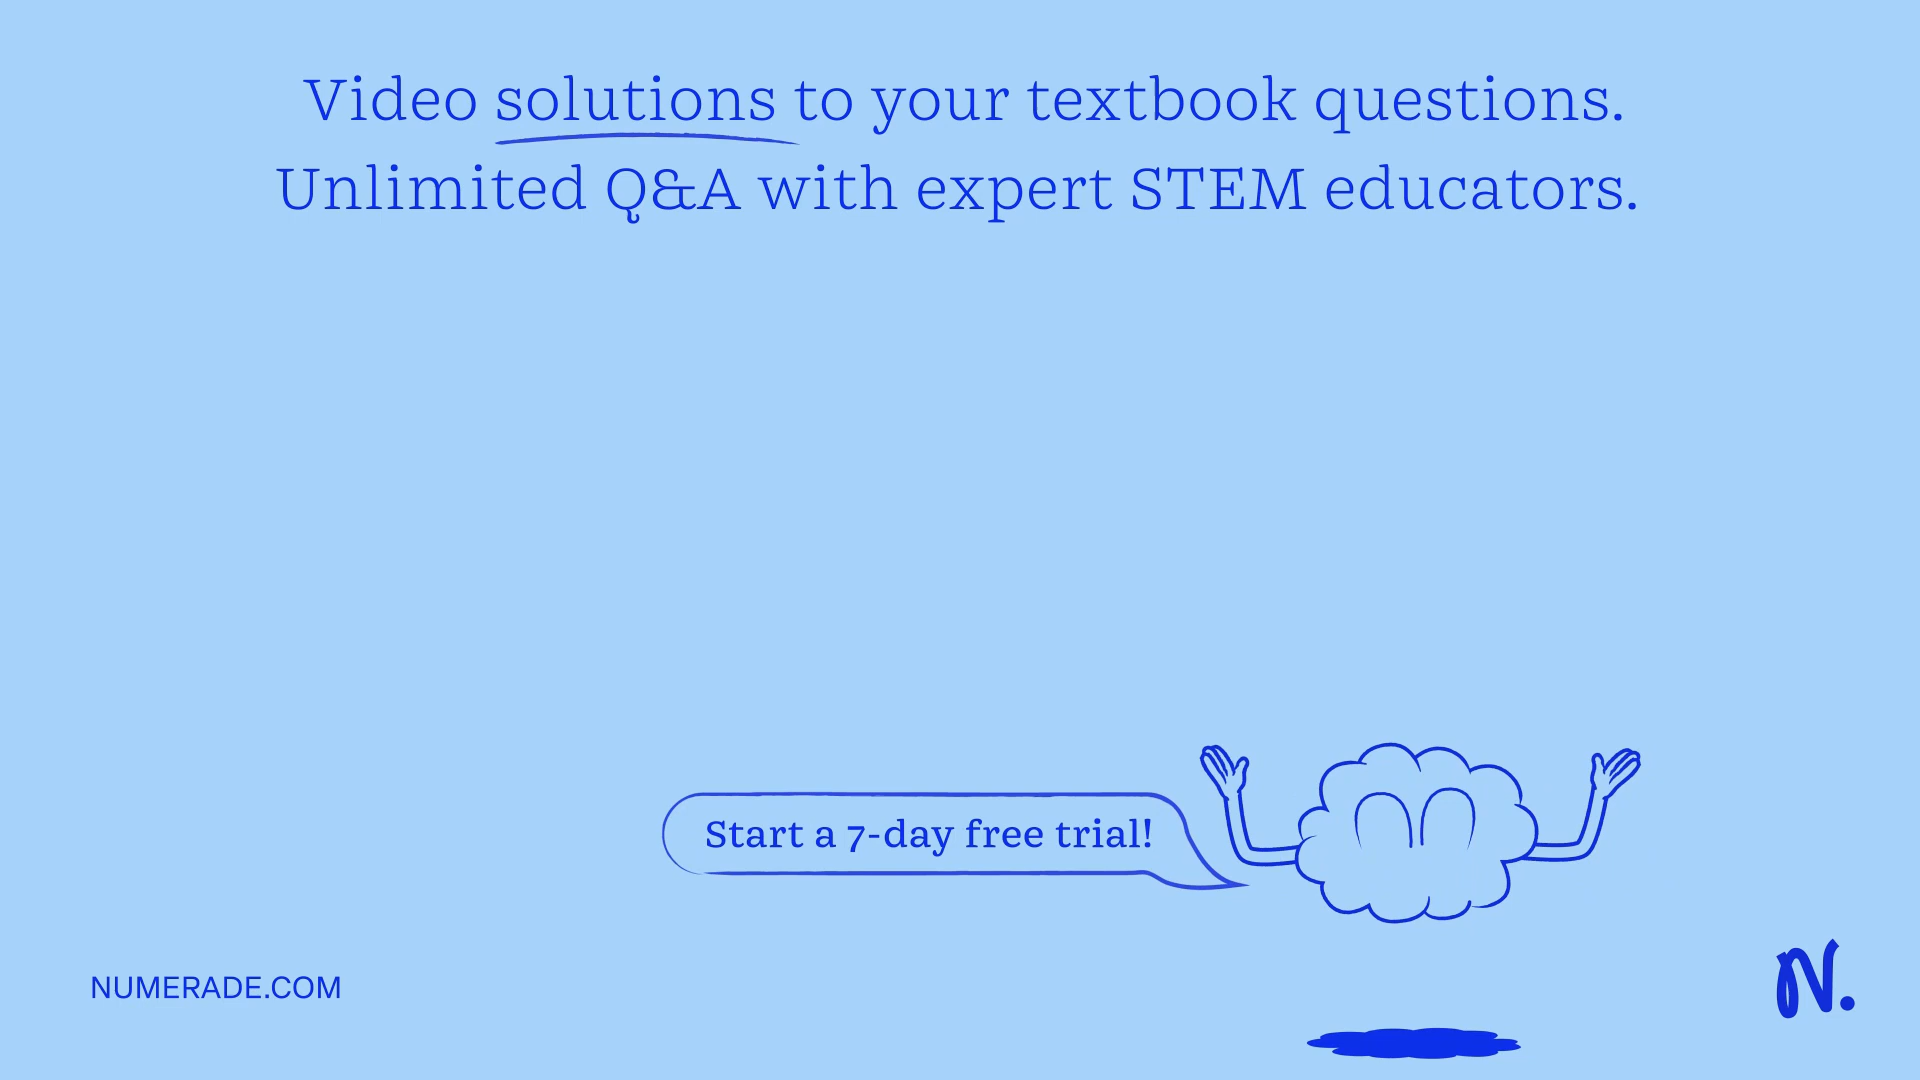 Video solutions to your textbook questions.
Unlimited Q&A with expert STEM educators.
Start a 7-day free trial!
NUMERADE.COM
N.